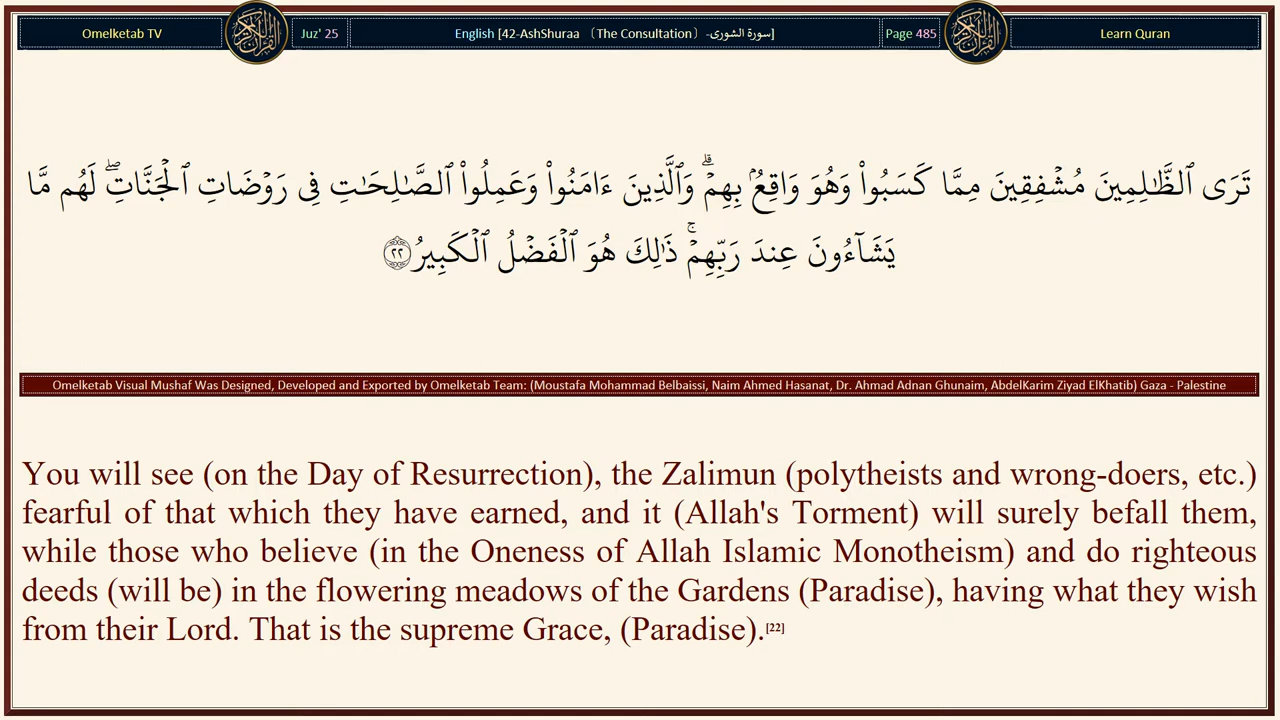 Omelketab TV
Juz' 25
English [42-AshShuraa (The Consultation) -سورة الشورى]
Page 485
Learn Quran
تَرَى ٱلظَّٰلِمِينَ مُشْفِقِينَ مِمَّا كَسَبُوا۟ وَهُوَ وَاقِعٌۢ بِهِمْ ۗ وَٱلَّذِينَ ءَامَنُوا۟ وَعَمِلُوا۟ ٱلصَّٰلِحَٰتِ فِى رَوْضَاتِ ٱلْجَنَّاتِ ۖ لَهُم مَّا
يَشَآءُونَ عِندَ رَبِّهِمْ ۚ ذَٰلِكَ هُوَ ٱلْفَضْلُ ٱلْكَبِيرُ ٢٢
Omelketab Visual Mushaf Was Designed, Developed and Exported by Omelketab Team: (Moustafa Mohammad Belbaissi, Naim Ahmed Hasanat, Dr. Ahmad Adnan Ghunaim, AbdelKarim Ziyad ElKhatib) Gaza - Palestine
You will see (on the Day of Resurrection), the Zalimun (polytheists and wrong-doers, etc.)
fearful of that which they have earned, and it (Allah's Torment) will surely befall them,
while those who believe (in the Oneness of Allah Islamic Monotheism) and do righteous
deeds (will be) in the flowering meadows of the Gardens (Paradise), having what they wish
from their Lord. That is the supreme Grace, (Paradise).[22]